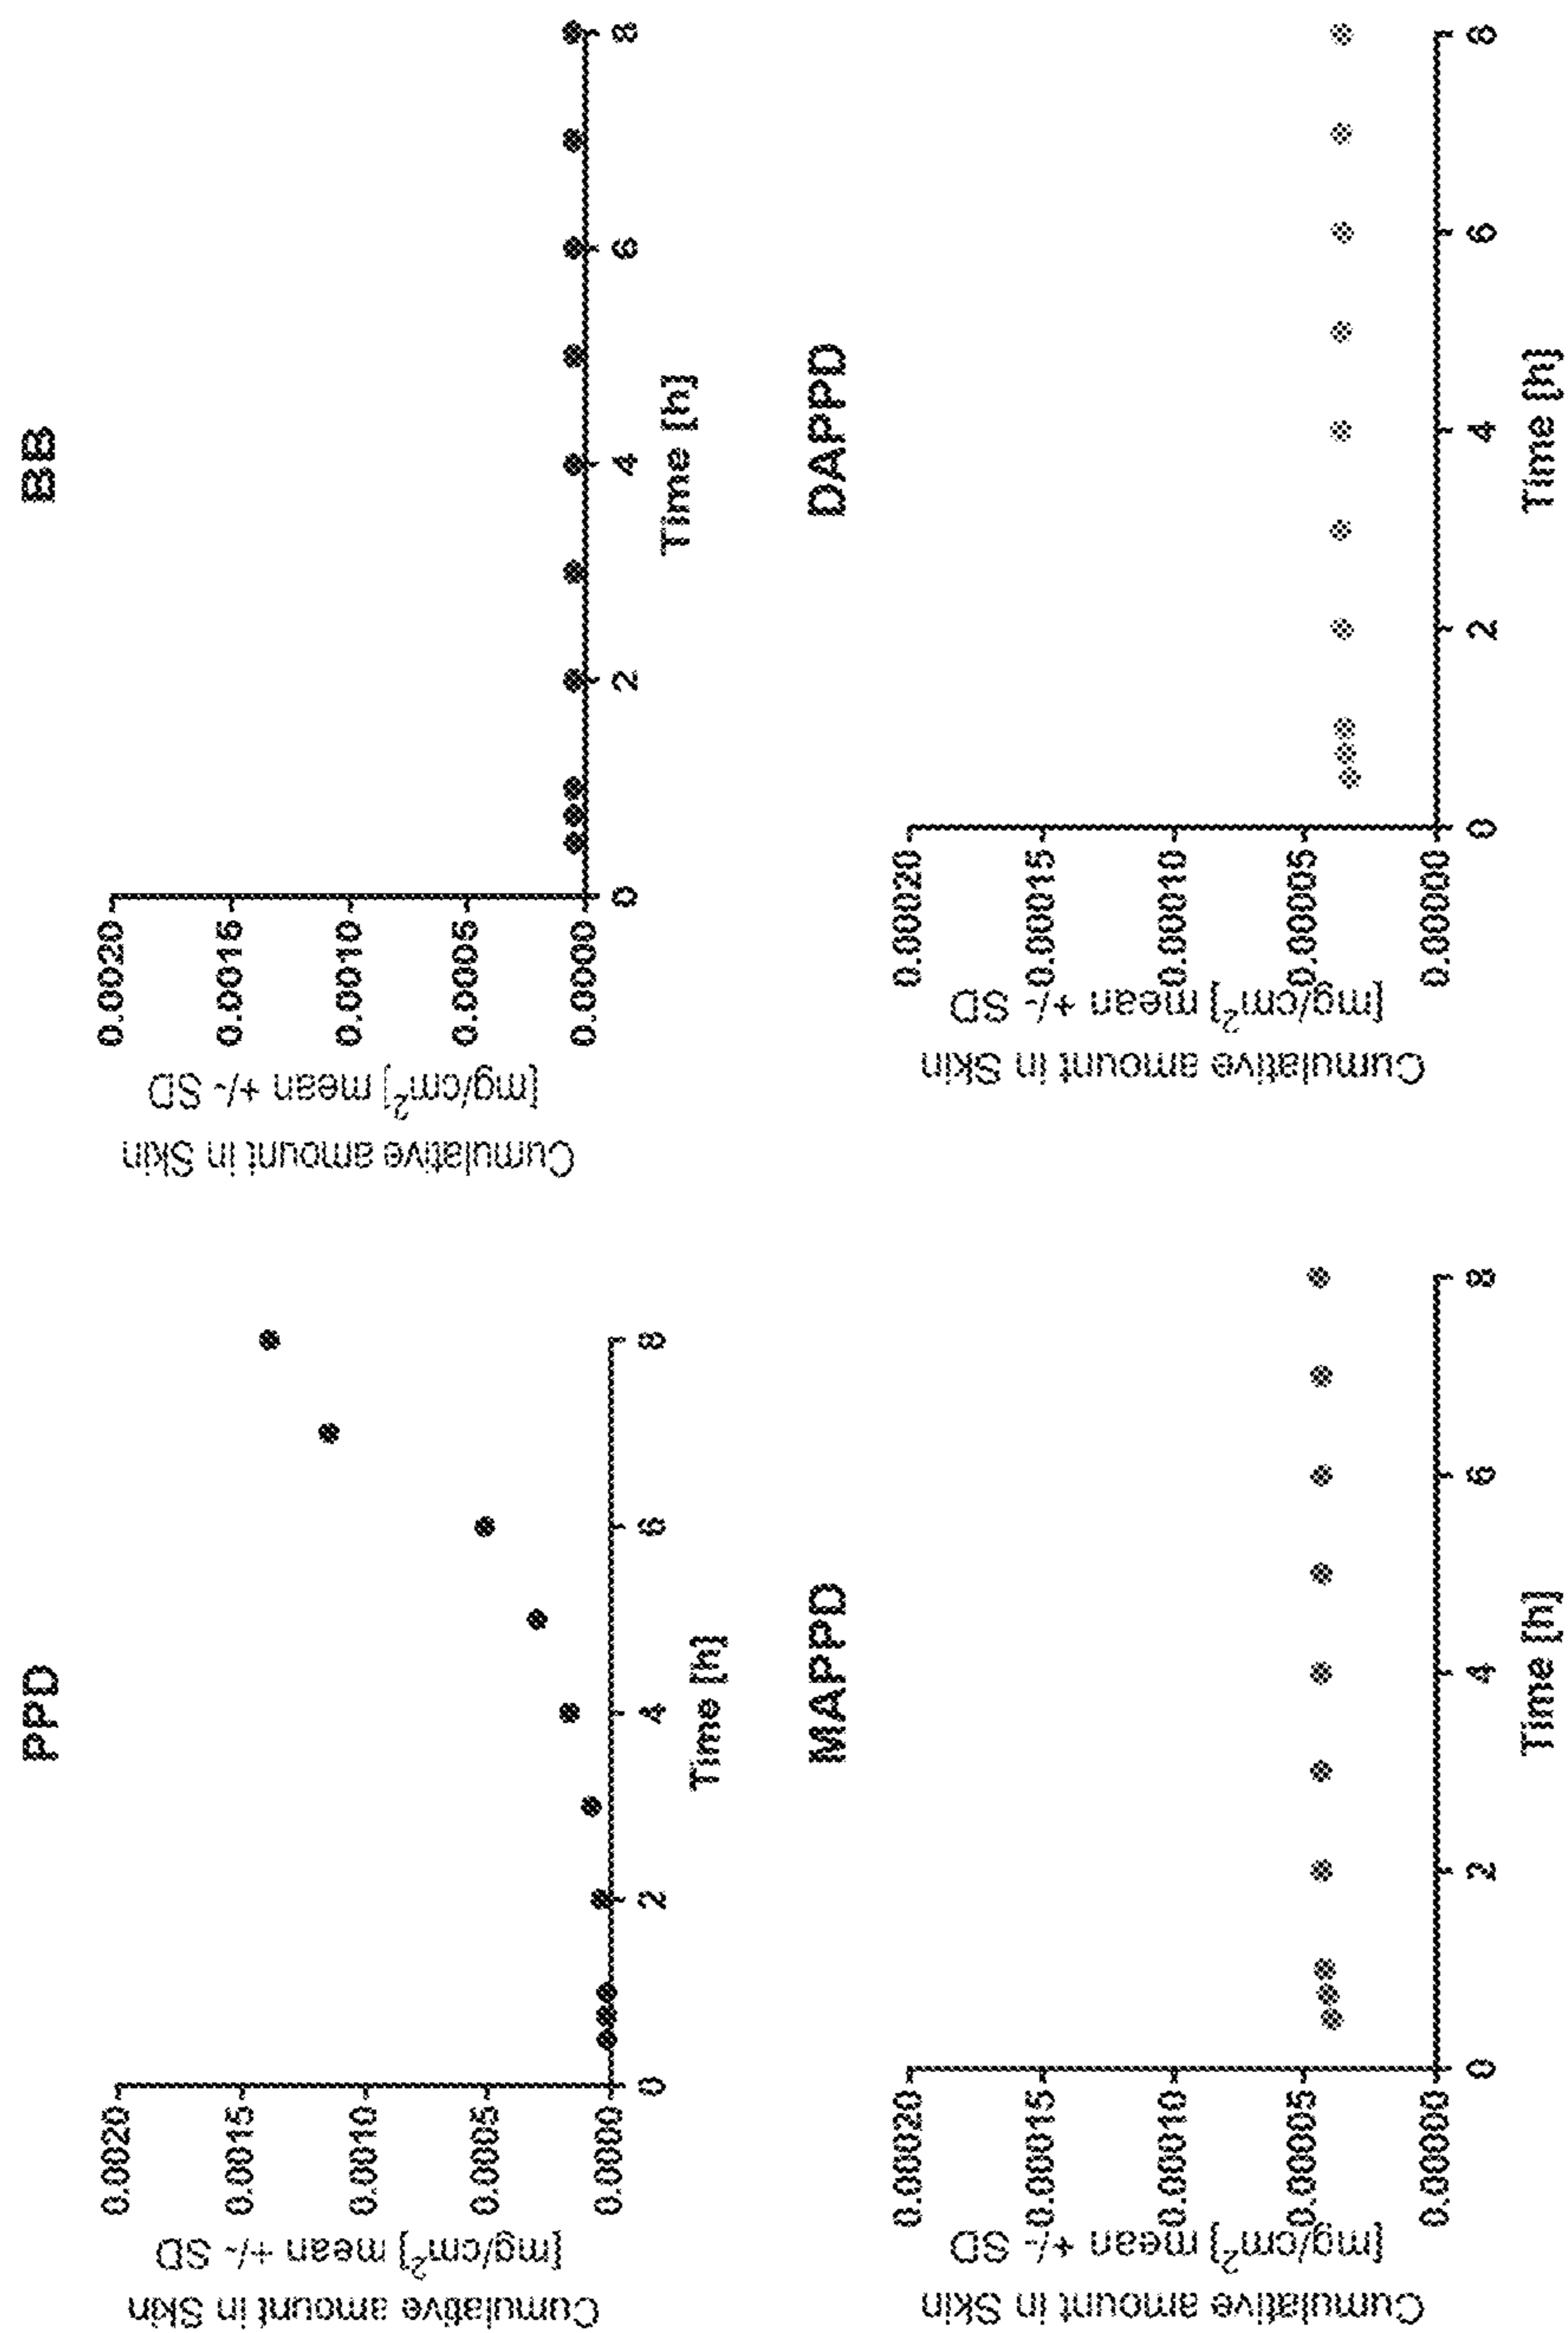 PPD
Cumulative amount in Skin
[mg/cm²] mean +/- SD
0.0020
0.0015
0.0010
0.0005
0.0000
0 2 4 6 8
Time [h]
BB
Cumulative amount in Skin
[mg/cm²] mean +/- SD
0.0020
0.0015
0.0010
0.0005
0.0000
0 2 4 6 8
Time [h]
MAPPD
Cumulative amount in Skin
[mg/cm²] mean +/- SD
0.00020
0.00015
0.00010
0.00005
0.00000
0 2 4 6 8
Time [h]
DAPPD
Cumulative amount in Skin
[mg/cm²] mean +/- SD
0.00020
0.00015
0.00010
0.00005
0.00000
0 2 4 6 8
Time [h]